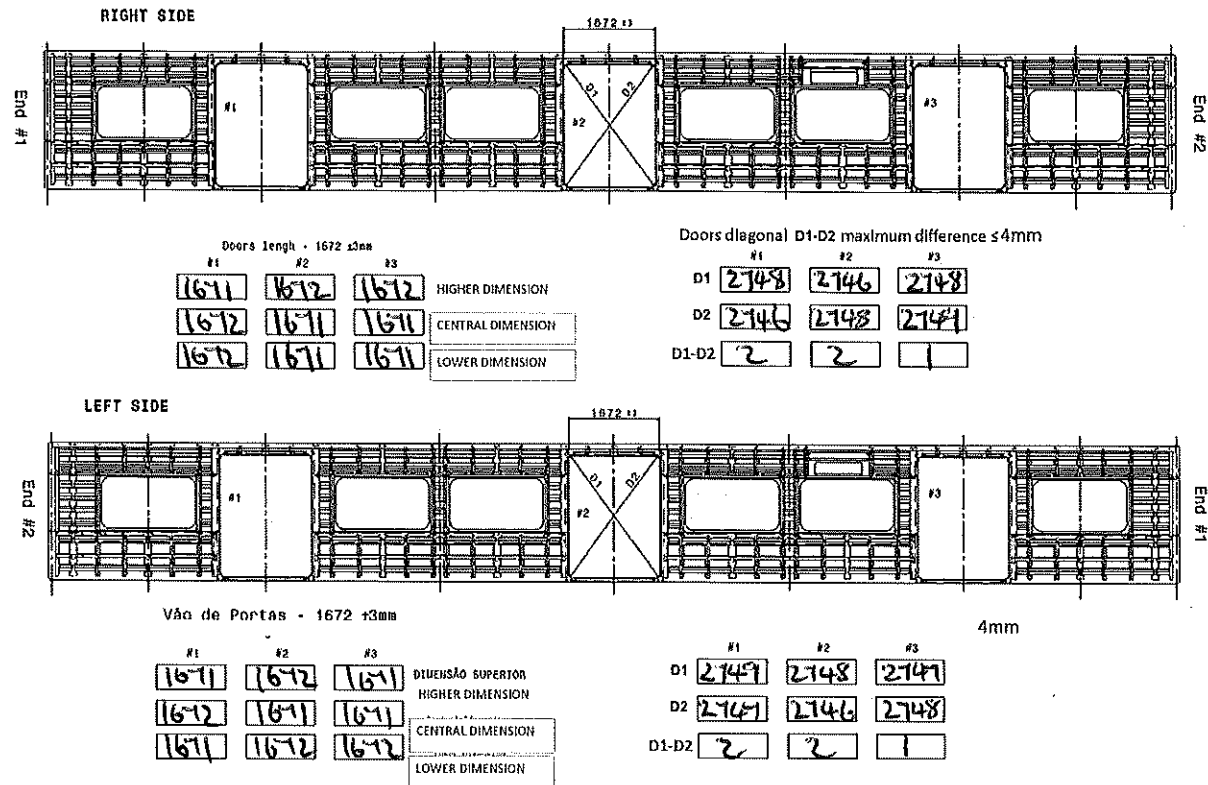 RIGHT SIDE
1672 ±3
End #1
#1
D1
D2
#2
#3
End #2
Doors lengh - 1672 ±3mm
#1 #2 #3
1671 1672 1672 HIGHER DIMENSION
1672 1671 1671 CENTRAL DIMENSION
1672 1671 1671 LOWER DIMENSION
Doors diagonal D1-D2 maximum difference ≤4mm
#1 #2 #3
D1 2748 2746 2748
D2 2746 2748 2747
D1-D2 2 2 1
LEFT SIDE
1672 ±3
End #2
#1
D1
D2
#2
#3
End #1
Vão de Portas - 1672 ±3mm
#1 #2 #3
1671 1672 1671 DIMENSÃO SUPERIOR
HIGHER DIMENSION
1672 1671 1671
CENTRAL DIMENSION
1671 1672 1672
LOWER DIMENSION
4mm
#1 #2 #3
D1 2749 2748 2747
D2 2747 2746 2748
D1-D2 2 2 1